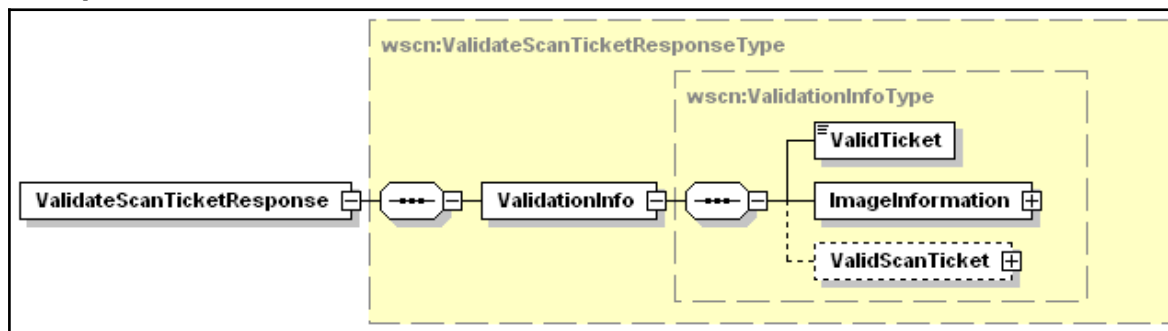 wscn:ValidateScanTicketResponseType
wscn:ValidationInfoType
ValidTicket
ValidateScanTicketResponse
ValidationInfo
ImageInformation
ValidScanTicket